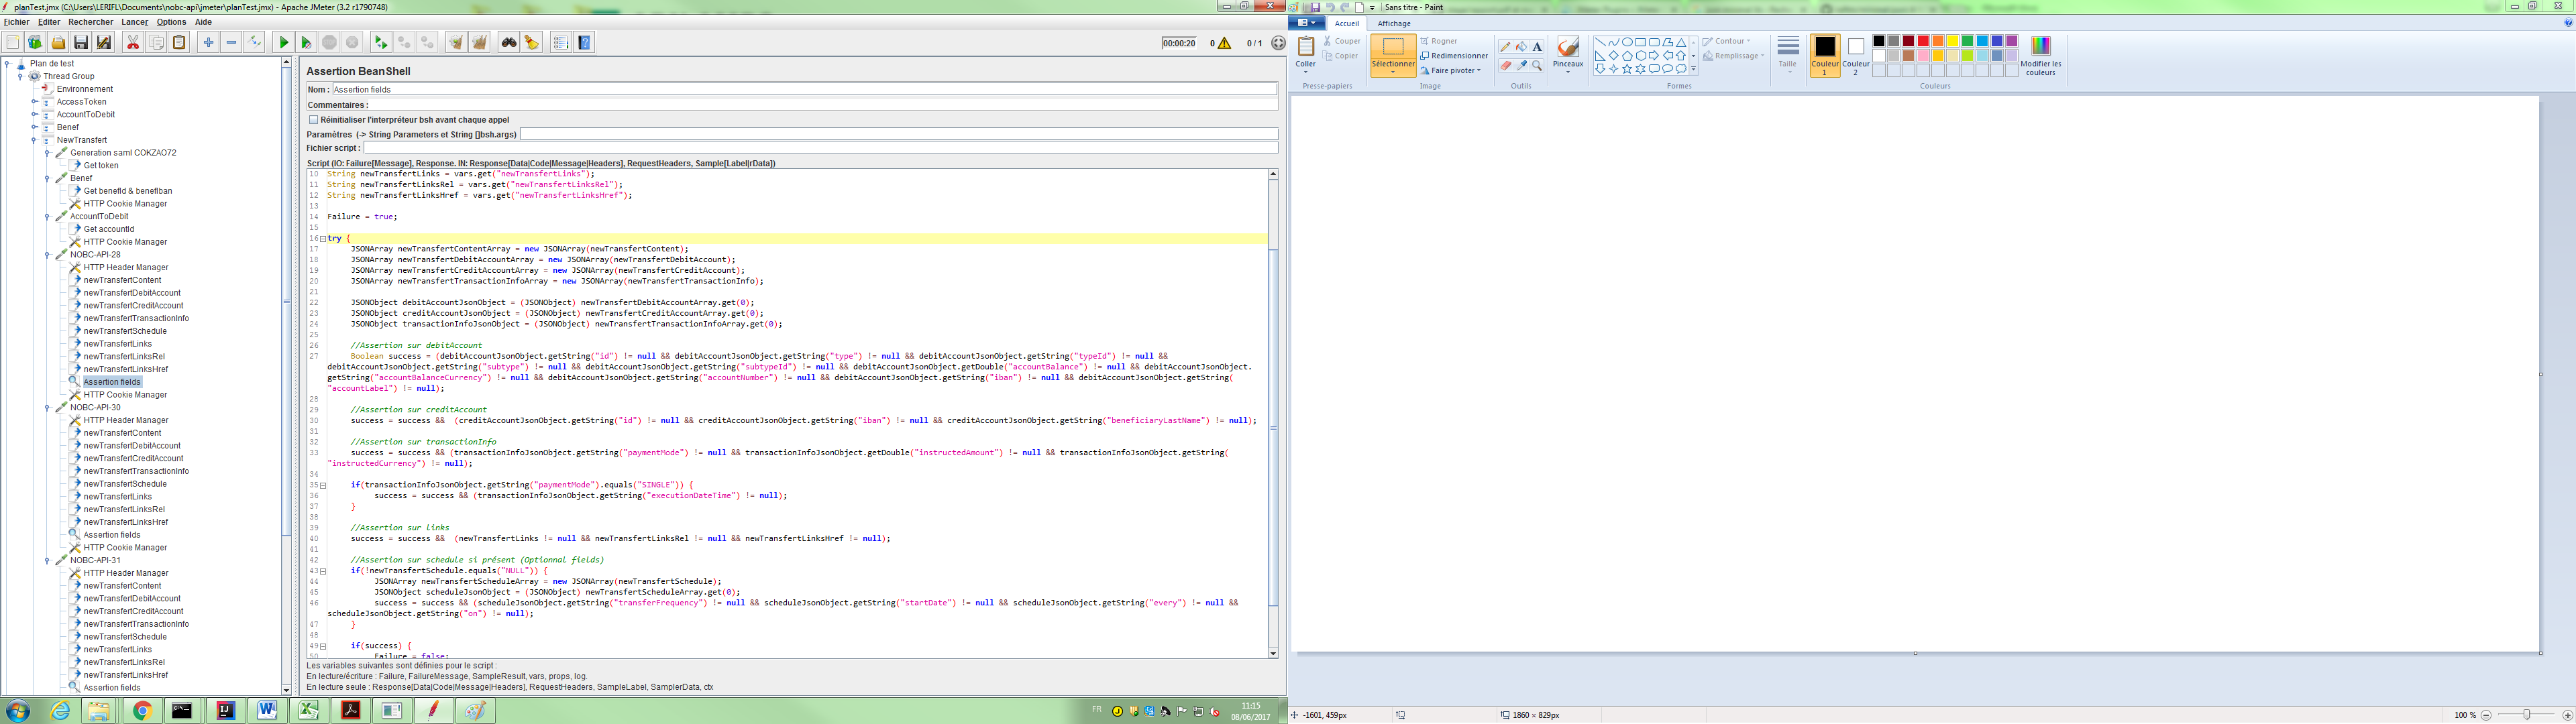 planTest.jmx (C:\Users\LERIFL\Documents\nobc-api\jmeter\planTest.jmx) - Apache JMeter (3.2 r1790748)
Fichier Editer Rechercher Lancer Options Aide
00:00:20 0 0 / 1
Plan de test
Thread Group
Environnement
AccessToken
AccountToDebit
Benef
NewTransfert
Generation saml COKZAO72
Get token
Benef
Get benefId & benefIban
HTTP Cookie Manager
AccountToDebit
Get accountId
HTTP Cookie Manager
NOBC-API-28
HTTP Header Manager
newTransfertContent
newTransfertDebitAccount
newTransfertCreditAccount
newTransfertTransactionInfo
newTransfertSchedule
newTransfertLinks
newTransfertLinksRel
newTransfertLinksHref
Assertion fields
HTTP Cookie Manager
NOBC-API-30
HTTP Header Manager
newTransfertContent
newTransfertDebitAccount
newTransfertCreditAccount
newTransfertTransactionInfo
newTransfertSchedule
newTransfertLinks
newTransfertLinksRel
newTransfertLinksHref
Assertion fields
HTTP Cookie Manager
NOBC-API-31
HTTP Header Manager
newTransfertContent
newTransfertDebitAccount
newTransfertCreditAccount
newTransfertTransactionInfo
newTransfertSchedule
newTransfertLinks
newTransfertLinksRel
newTransfertLinksHref
Assertion fields
Assertion BeanShell
Nom : Assertion fields
Commentaires :
Réinitialiser l'interpréteur bsh avant chaque appel
Paramètres (-> String Parameters et String []bsh.args)
Fichier script :
Script (IO: Failure[Message], Response. IN: Response[Data|Code|Message|Headers], RequestHeaders, Sample[Label|rData])
10 String newTransfertLinks = vars.get("newTransfertLinks");
11 String newTransfertLinksRel = vars.get("newTransfertLinksRel");
12 String newTransfertLinksHref = vars.get("newTransfertLinksHref");
13
14 Failure = true;
15
16 try {
17 JSONArray newTransfertContentArray = new JSONArray(newTransfertContent);
18 JSONArray newTransfertDebitAccountArray = new JSONArray(newTransfertDebitAccount);
19 JSONArray newTransfertCreditAccountArray = new JSONArray(newTransfertCreditAccount);
20 JSONArray newTransfertTransactionInfoArray = new JSONArray(newTransfertTransactionInfo);
21
22 JSONObject debitAccountJsonObject = (JSONObject) newTransfertDebitAccountArray.get(0);
23 JSONObject creditAccountJsonObject = (JSONObject) newTransfertCreditAccountArray.get(0);
24 JSONObject transactionInfoJsonObject = (JSONObject) newTransfertTransactionInfoArray.get(0);
25
26 //Assertion sur debitAccount
27 Boolean success = (debitAccountJsonObject.getString("id") != null && debitAccountJsonObject.getString("type") != null && debitAccountJsonObject.getString("typeId") != null &&
debitAccountJsonObject.getString("subtype") != null && debitAccountJsonObject.getString("subtypeId") != null && debitAccountJsonObject.getDouble("accountBalance") != null && debitAccountJsonObject.
getString("accountBalanceCurrency") != null && debitAccountJsonObject.getString("accountNumber") != null && debitAccountJsonObject.getString("iban") != null && debitAccountJsonObject.getString(
"accountLabel") != null);
28
29 //Assertion sur creditAccount
30 success = success && (creditAccountJsonObject.getString("id") != null && creditAccountJsonObject.getString("iban") != null && creditAccountJsonObject.getString("beneficiaryLastName") != null);
31
32 //Assertion sur transactionInfo
33 success = success && (transactionInfoJsonObject.getString("paymentMode") != null && transactionInfoJsonObject.getDouble("instructedAmount") != null && transactionInfoJsonObject.getString(
"instructedCurrency") != null);
34
35 if(transactionInfoJsonObject.getString("paymentMode").equals("SINGLE")) {
36 success = success && (transactionInfoJsonObject.getString("executionDateTime") != null);
37 }
38
39 //Assertion sur links
40 success = success && (newTransfertLinks != null && newTransfertLinksRel != null && newTransfertLinksHref != null);
41
42 //Assertion sur schedule si présent (Optionnal fields)
43 if(!newTransfertSchedule.equals("NULL")) {
44 JSONArray newTransfertScheduleArray = new JSONArray(newTransfertSchedule);
45 JSONObject scheduleJsonObject = (JSONObject) newTransfertScheduleArray.get(0);
46 success = success && (scheduleJsonObject.getString("transferFrequency") != null && scheduleJsonObject.getString("startDate") != null && scheduleJsonObject.getString("every") != null &&
scheduleJsonObject.getString("on") != null);
47 }
48
49 if(success) {
50 Failure = false;
Les variables suivantes sont définies pour le script :
En lecture/écriture : Failure, FailureMessage, SampleResult, vars, props, log.
En lecture seule : Response[Data|Code|Message|Headers], RequestHeaders, SampleLabel, SamplerData, ctx
FR 11:15
08/06/2017
Sans titre - Paint
Accueil Affichage
Coller Couper
Copier
Presse-papiers
Sélectionner Rogner
Redimensionner
Faire pivoter
Image
A
Outils
Pinceaux
Contour
Remplissage
Formes
Taille
Couleur 1
Couleur 2
Modifier les couleurs
Couleurs
-1601, 459px
1860 × 829px
100 %